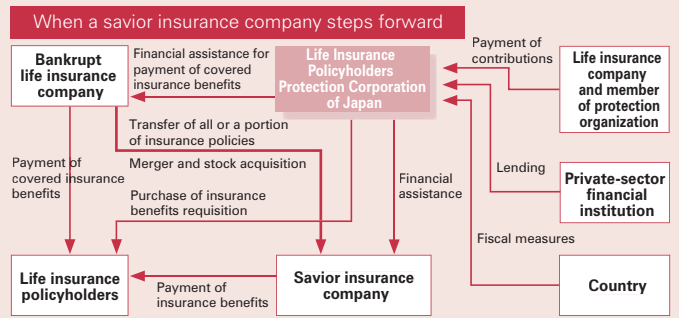 When a savior insurance company steps forward
Bankrupt
life insurance
company
Financial assistance for
payment of covered
insurance benefits
Life Insurance
Policyholders
Protection Corporation
of Japan
Payment of
contributions
Life insurance
company
and member
of protection
organization
Transfer of all or a portion
of insurance policies
Merger and stock acquisition
Payment of
covered insurance
benefits
Purchase of insurance
benefits requisition
Financial
assistance
Lending
Private-sector
financial
institution
Fiscal measures
Life insurance
policyholders
Payment of
insurance benefits
Savior insurance
company
Country